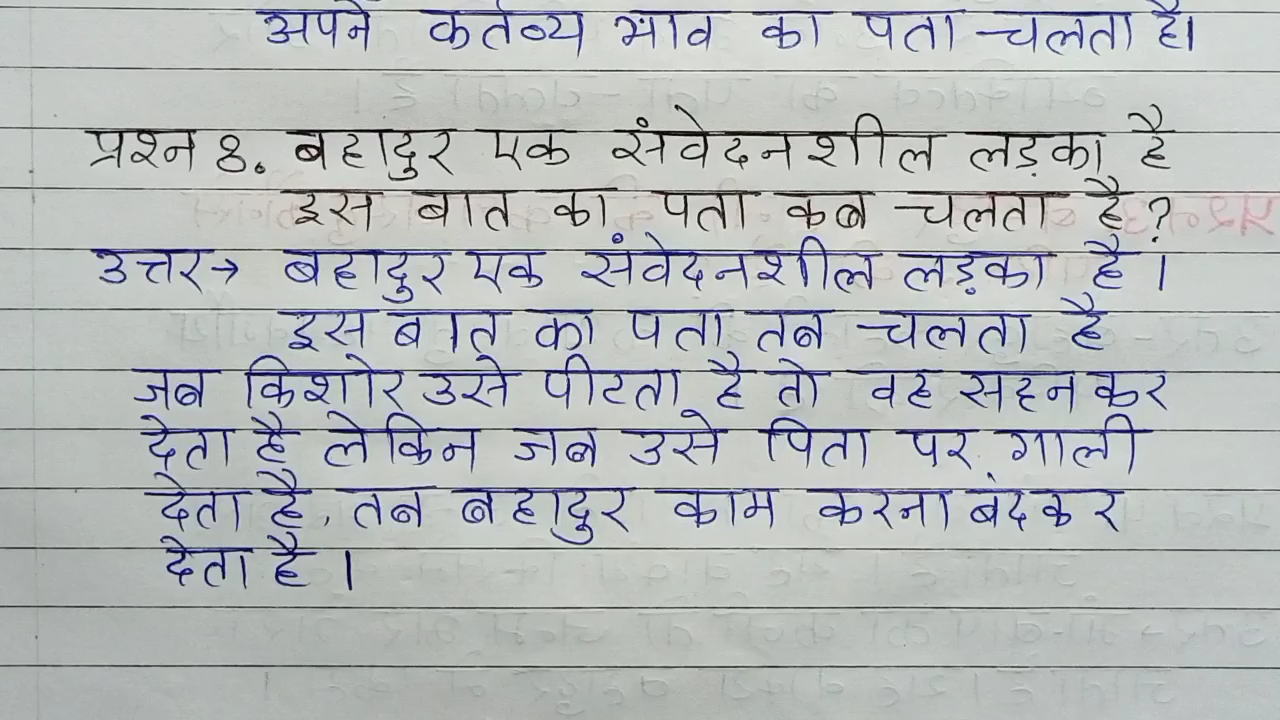 अपने कर्तव्य भाव का पता चलता है।
प्रश्न 8. बहादुर एक संवेदनशील लड़का है
इस बात का पता कब चलता है?
उत्तर→ बहादुर एक संवेदनशील लड़का है।
इस बात का पता तब चलता है
जब किशोर उसे पीटता है तो वह सहन कर
देता है लेकिन जब उसे पिता पर गाली
देता है, तब बहादुर काम करना बंद कर
देता है।